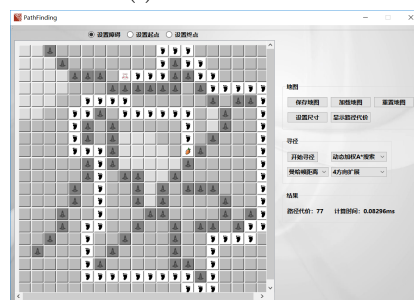 PathFinding
设置障碍 设置起点 设置终点
地图
保存地图 加载地图 重置地图
设置尺寸 显示路径代价
寻径
开始寻径 动态加权A*搜索
曼哈顿距离 4方向扩展
结果
路径代价：77 计算时间：0.08296ms